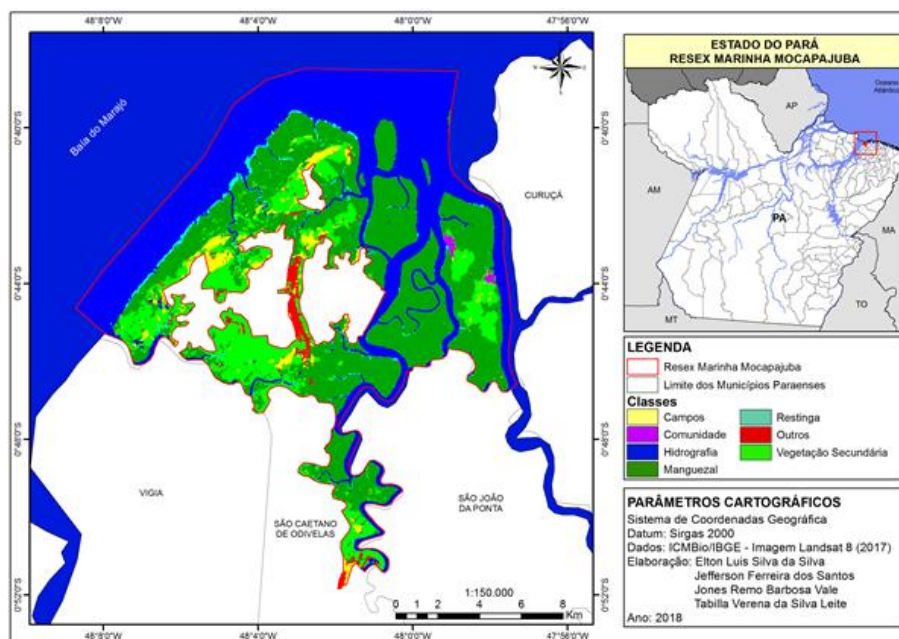 48°8'0"W
48°4'0"W
48°0'0"W
47°56'0"W
0°40'0"S
0°44'0"S
0°48'0"S
0°52'0"S
Baía do Marajó
N
CURUÇÁ
VIGIA
SÃO CAETANO
DE ODIVELAS
SÃO JOÃO
DA PONTA
1:150.000
0 1 2 4 6 8
Km
48°8'0"W
48°4'0"W
48°0'0"W
47°56'0"W
0°40'0"S
0°44'0"S
0°48'0"S
0°52'0"S
ESTADO DO PARÁ
RESEX MARINHA MOCAPAJUBA
Oceano
Atlântico
AP
AM
PA
MA
MT
TO
LEGENDA
Resex Marinha Mocapajuba
Limite dos Municípios Paraenses
Classes
Campos
Comunidade
Hidrografia
Manguezal
Restinga
Outros
Vegetação Secundária
PARÂMETROS CARTOGRÁFICOS
Sistema de Coordenadas Geográfica
Datum: Sirgas 2000
Dados: ICMBio/IBGE - Imagem Landsat 8 (2017)
Elaboração: Elton Luis Silva da Silva
Jefferson Ferreira dos Santos
Jones Remo Barbosa Vale
Tabilla Verena da Silva Leite
Ano: 2018